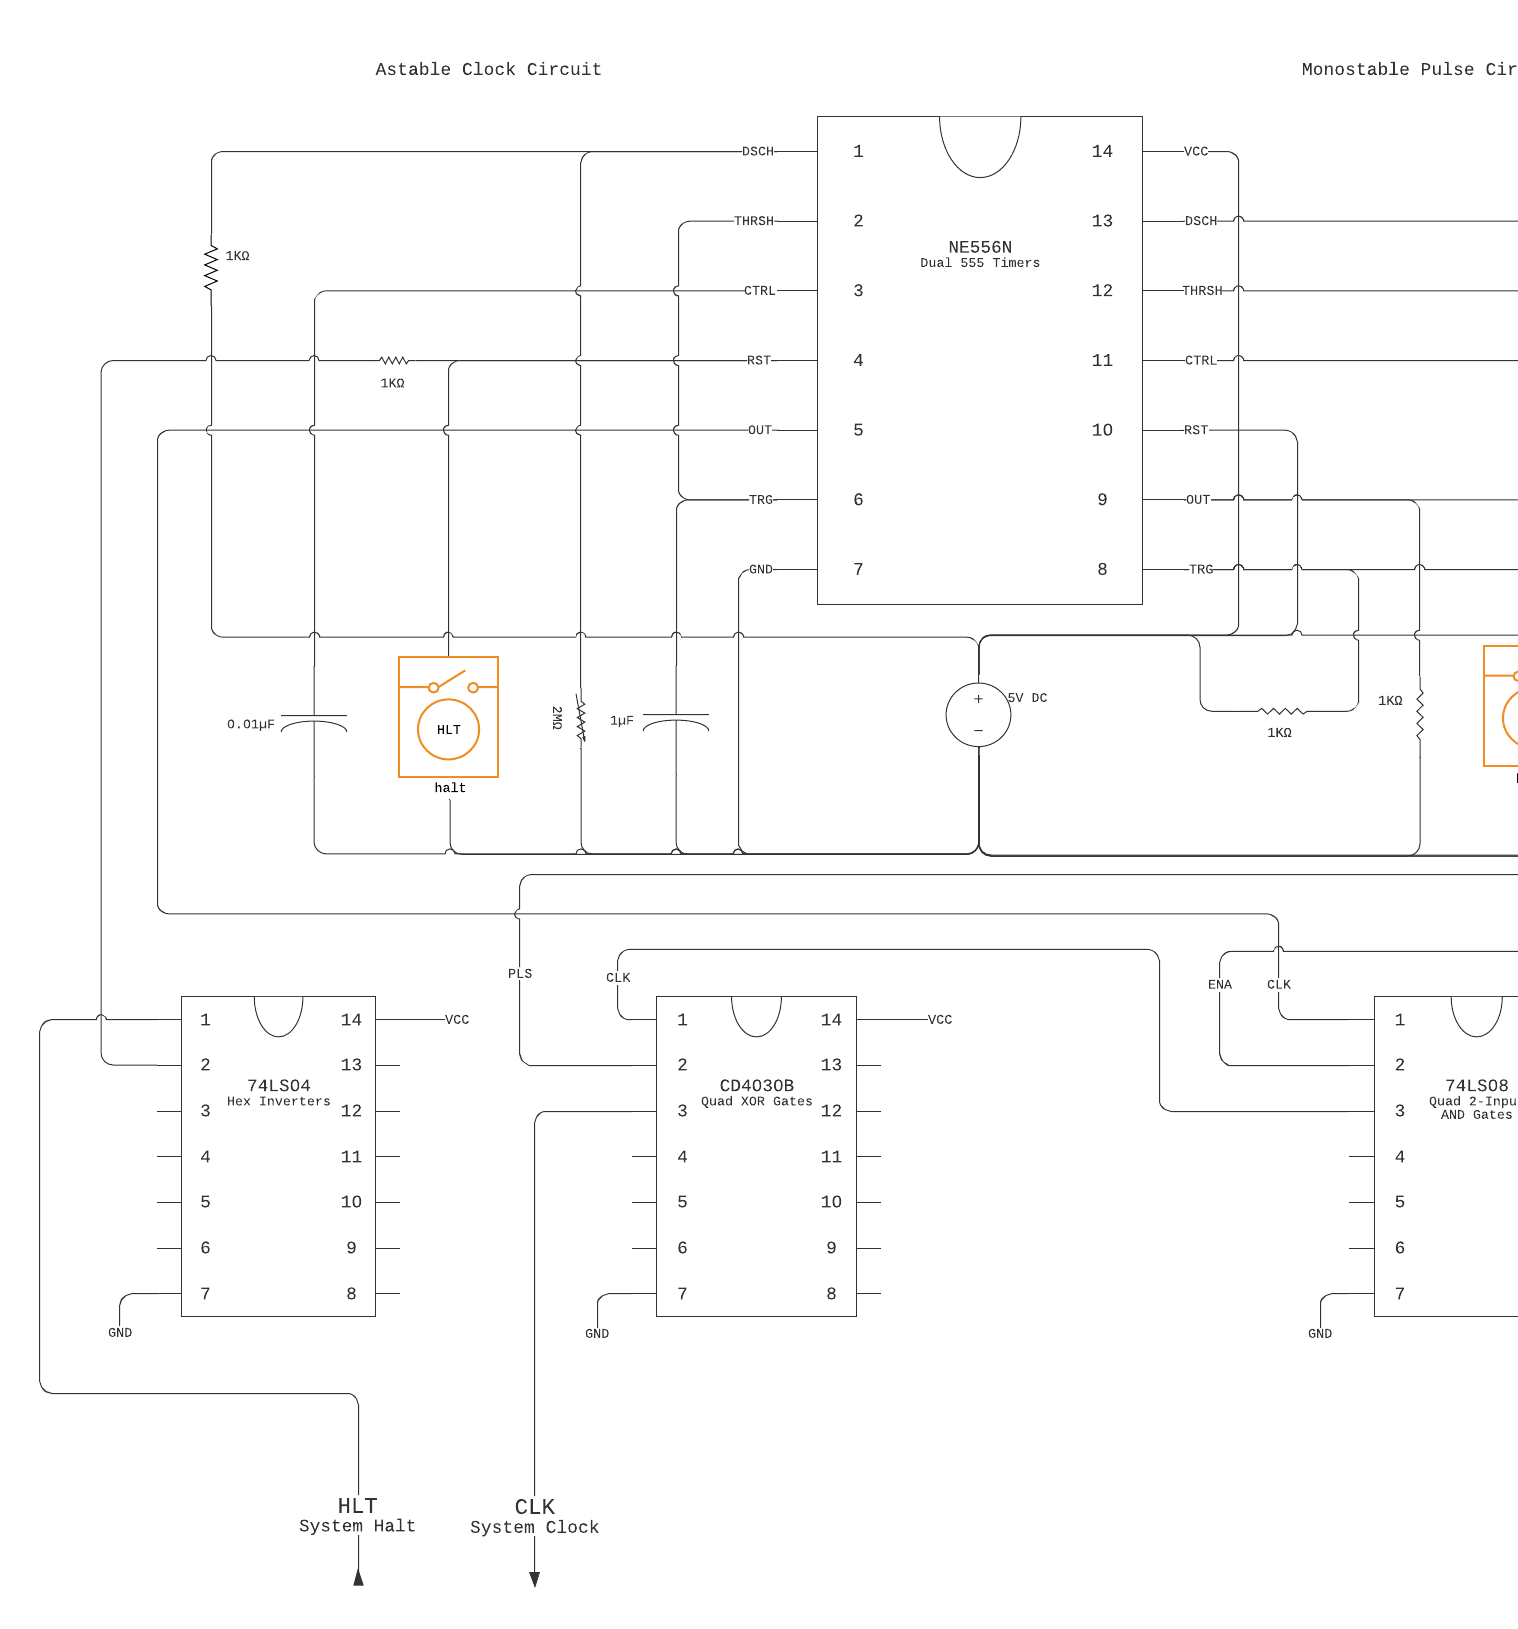 Astable Clock Circuit
Monostable Pulse Cir
DSCH 1 14 VCC
THRSH 2 13 DSCH
NE556N
Dual 555 Timers
1KΩ
CTRL 3 12 THRSH
RST 4 11 CTRL
1KΩ
OUT 5 10 RST
TRG 6 9 OUT
GND 7 8 TRG
0.01µF
HLT
halt
2MΩ
1µF
+
5V DC
−
1KΩ
1KΩ
PLS
CLK
ENA
CLK
1 14 VCC
2 13
74LS04
Hex Inverters
3 12
4 11
5 10
6 9
7 8
GND
1 14 VCC
2 13
CD4030B
Quad XOR Gates
3 12
4 11
5 10
6 9
7 8
GND
1
2
74LS08
Quad 2-Inpu
AND Gates
3
4
5
6
7
GND
HLT
System Halt
CLK
System Clock